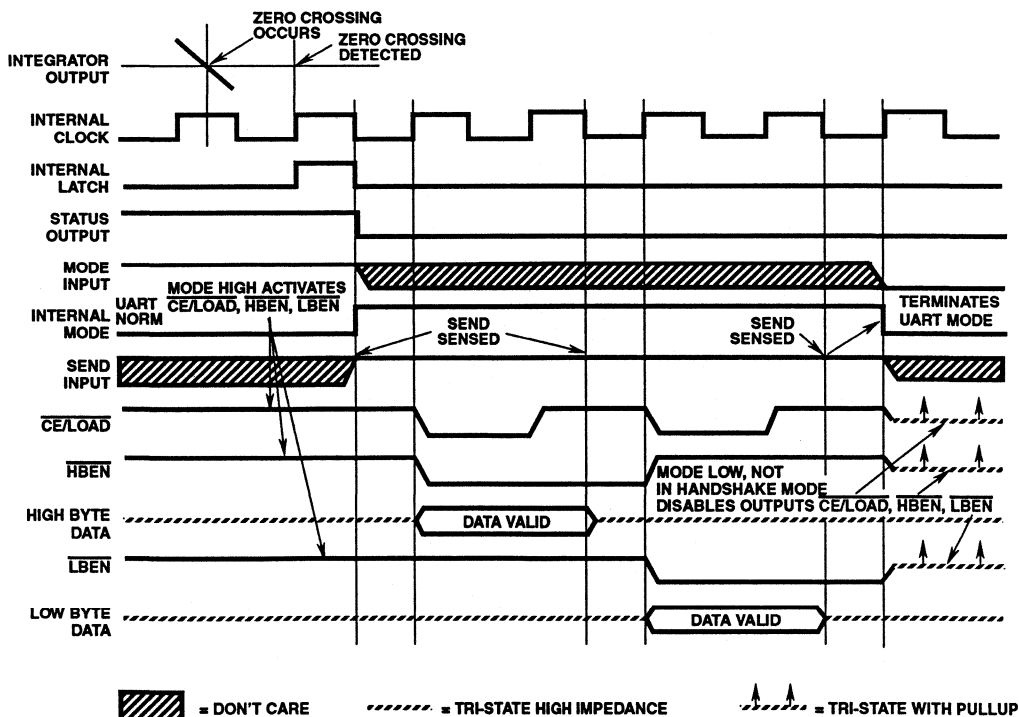 ZERO CROSSING
OCCURS
ZERO CROSSING
DETECTED
INTEGRATOR
OUTPUT
INTERNAL
CLOCK
INTERNAL
LATCH
STATUS
OUTPUT
MODE
INPUT
MODE HIGH ACTIVATES
CE/LOAD, HBEN, LBEN
UART
NORM
INTERNAL
MODE
SEND
SENSED
SEND
SENSED
TERMINATES
UART MODE
SEND
INPUT
CE/LOAD
HBEN
MODE LOW, NOT
IN HANDSHAKE MODE
DISABLES OUTPUTS CE/LOAD, HBEN, LBEN
HIGH BYTE
DATA
DATA VALID
LBEN
LOW BYTE
DATA
DATA VALID
= DON'T CARE
= TRI-STATE HIGH IMPEDANCE
= TRI-STATE WITH PULLUP